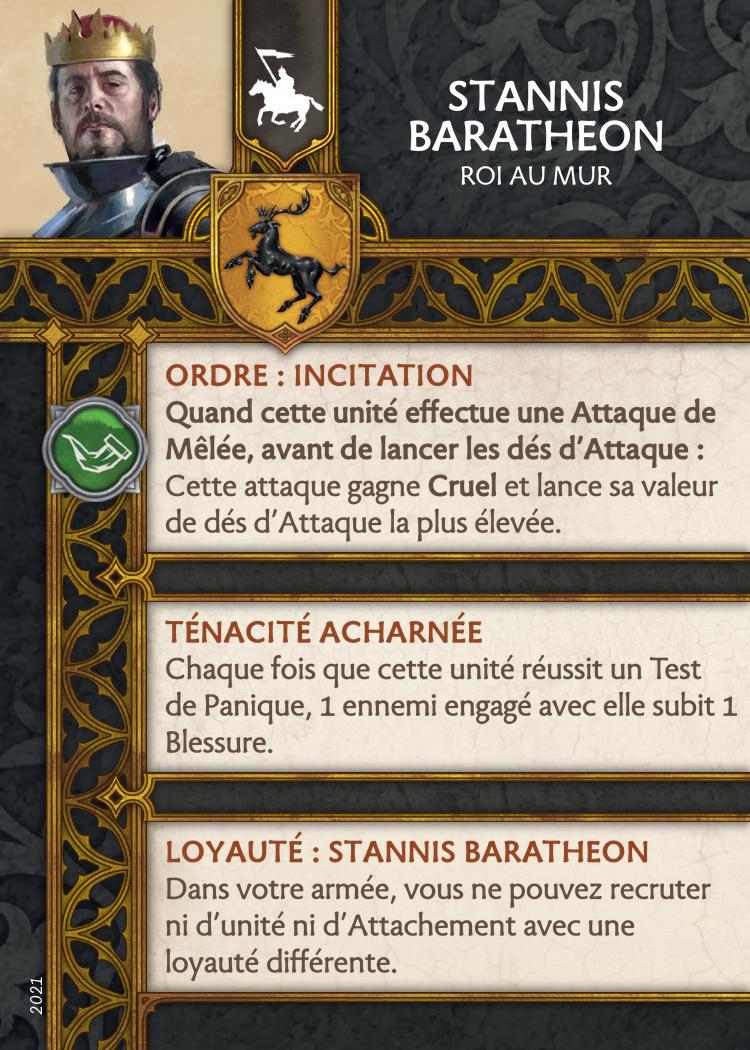 STANNIS
BARATHEON
ROI AU MUR
ORDRE : INCITATION
Quand cette unité effectue une Attaque de
Mêlée, avant de lancer les dés d’Attaque :
Cette attaque gagne Cruel et lance sa valeur
de dés d’Attaque la plus élevée.
TÉNACITÉ ACHARNÉE
Chaque fois que cette unité réussit un Test
de Panique, 1 ennemi engagé avec elle subit 1
Blessure.
LOYAUTÉ : STANNIS BARATHEON
Dans votre armée, vous ne pouvez recruter
ni d’unité ni d’Attachement avec une
loyauté différente.
2021